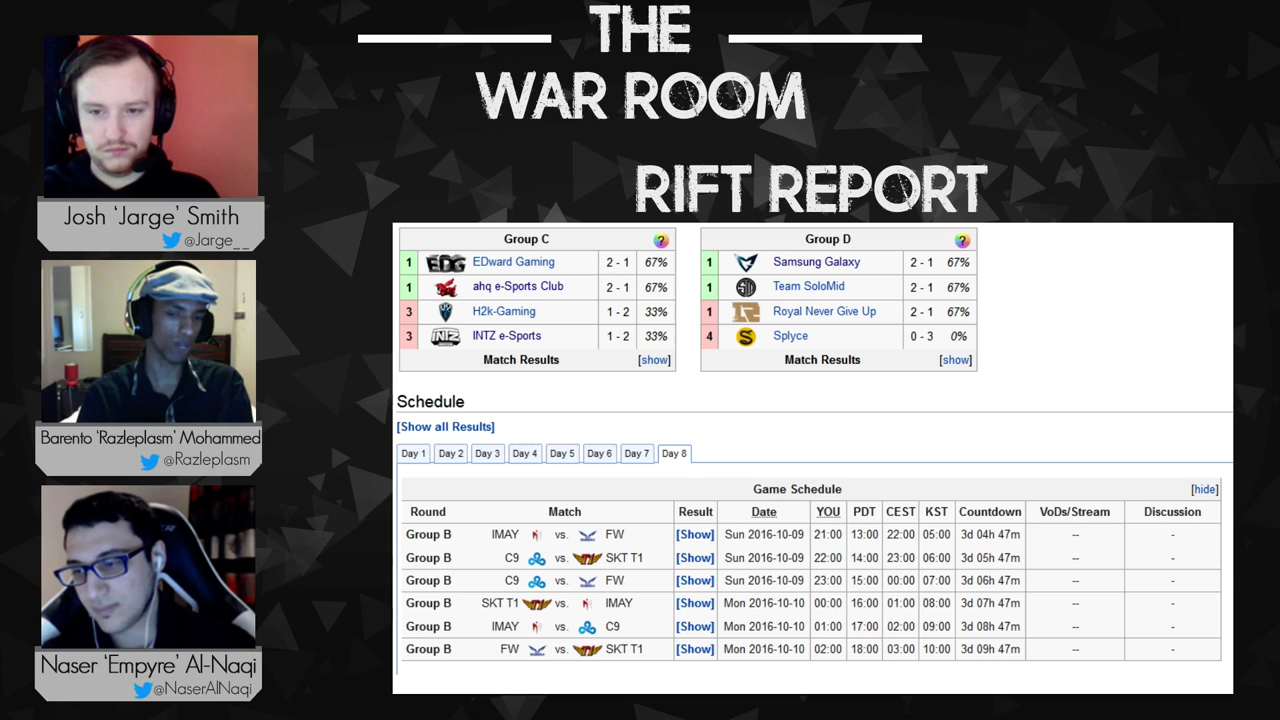 THE
WAR ROOM
RIFT REPORT
Josh 'Jarge' Smith
@Jarge__
Barento 'Razleplasm' Mohammed
@Razleplasm
Naser 'Empyre' Al-Naqi
@NaserAlNaqi
Group C ?
1 EDG EDward Gaming 2 - 1 67%
1 ahq e-Sports Club 2 - 1 67%
3 H2k-Gaming 1 - 2 33%
3 INTZ INTZ e-Sports 1 - 2 33%
Match Results [show]
Group D ?
1 Samsung Galaxy 2 - 1 67%
1 TSM Team SoloMid 2 - 1 67%
1 Royal Never Give Up 2 - 1 67%
4 S Splyce 0 - 3 0%
Match Results [show]
Schedule
[Show all Results]
Day 1 Day 2 Day 3 Day 4 Day 5 Day 6 Day 7 Day 8
Game Schedule [hide]
Round Match Result Date YOU PDT CEST KST Countdown VoDs/Stream Discussion
Group B IMAY vs. FW [Show] Sun 2016-10-09 21:00 13:00 22:00 05:00 3d 04h 47m -- -
Group B C9 vs. SKT T1 [Show] Sun 2016-10-09 22:00 14:00 23:00 06:00 3d 05h 47m -- -
Group B C9 vs. FW [Show] Sun 2016-10-09 23:00 15:00 00:00 07:00 3d 06h 47m -- -
Group B SKT T1 vs. IMAY [Show] Mon 2016-10-10 00:00 16:00 01:00 08:00 3d 07h 47m -- -
Group B IMAY vs. C9 [Show] Mon 2016-10-10 01:00 17:00 02:00 09:00 3d 08h 47m -- -
Group B FW vs. SKT T1 [Show] Mon 2016-10-10 02:00 18:00 03:00 10:00 3d 09h 47m -- -